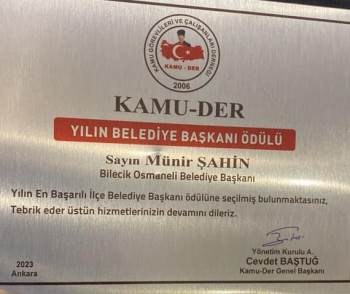 KAMU GÖREVLİLERİ VE ÇALIŞANLARI DERNEĞİ
KAMU - DER
2006
KAMU-DER
YILIN BELEDİYE BAŞKANI ÖDÜLÜ
Sayın Münir ŞAHİN
Bilecik Osmaneli Belediye Başkanı
Yılın En Başarılı İlçe Belediye Başkanı ödülüne seçilmiş bulunmaktasınız,
Tebrik eder üstün hizmetlerinizin devamını dileriz.
2023
Ankara
Yönetim Kurulu A.
Cevdet BAŞTUĞ
Kamu-Der Genel Başkanı